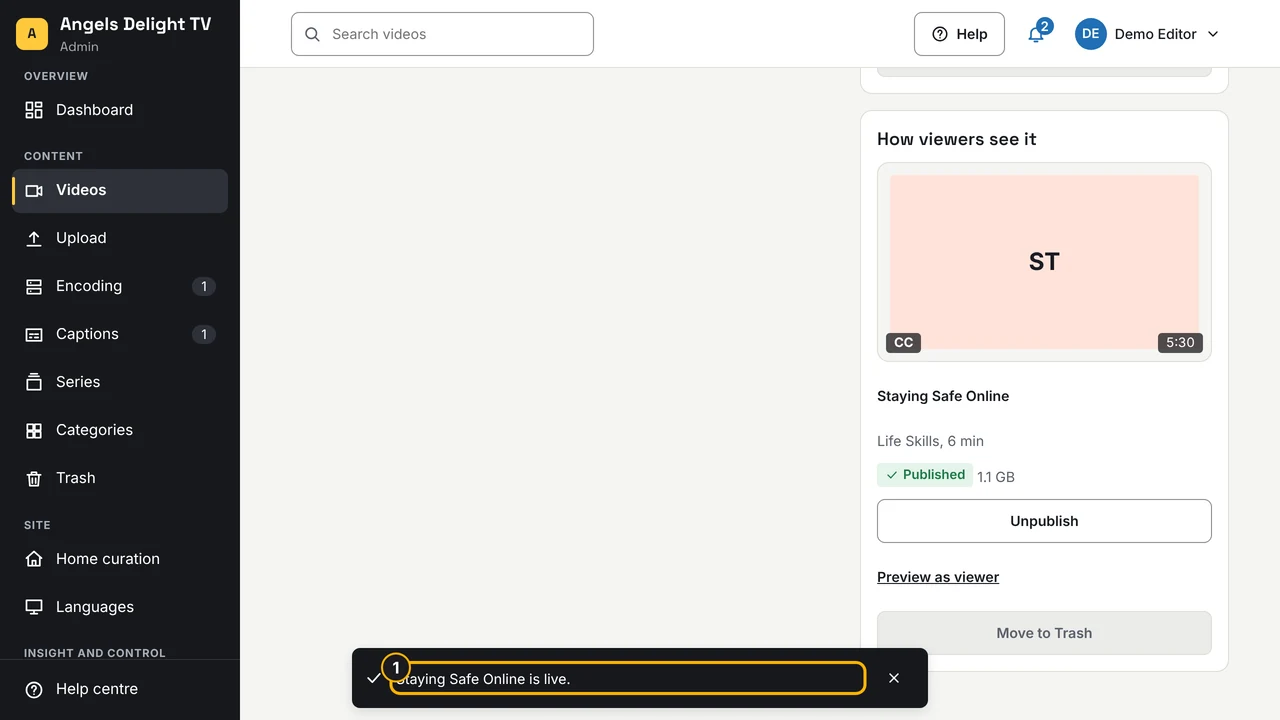 A
Angels Delight TV
Admin
OVERVIEW
Dashboard
CONTENT
Videos
Upload
Encoding 1
Captions 1
Series
Categories
Trash
SITE
Home curation
Languages
INSIGHT AND CONTROL
Help centre
Search videos
Help
2
DE Demo Editor
How viewers see it
ST
CC 5:30
Staying Safe Online
Life Skills, 6 min
Published 1.1 GB
Unpublish
Preview as viewer
Move to Trash
1
Staying Safe Online is live.